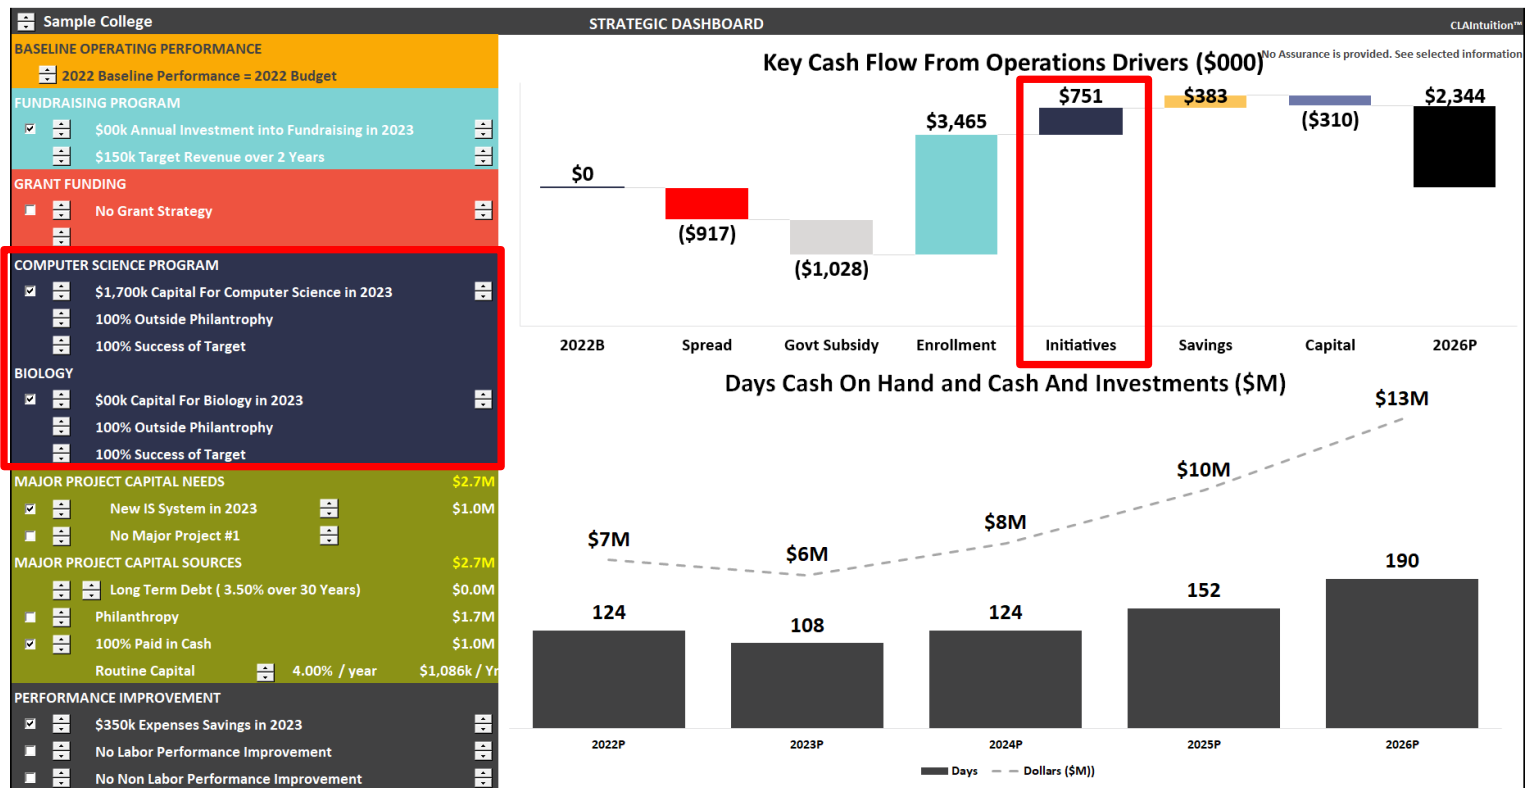 Sample College
STRATEGIC DASHBOARD
CLAIntuition™
BASELINE OPERATING PERFORMANCE
2022 Baseline Performance = 2022 Budget
FUNDRAISING PROGRAM
$00k Annual Investment into Fundraising in 2023
$150k Target Revenue over 2 Years
GRANT FUNDING
No Grant Strategy
COMPUTER SCIENCE PROGRAM
$1,700k Capital For Computer Science in 2023
100% Outside Philantrophy
100% Success of Target
BIOLOGY
$00k Capital For Biology in 2023
100% Outside Philantrophy
100% Success of Target
MAJOR PROJECT CAPITAL NEEDS $2.7M
New IS System in 2023 $1.0M
No Major Project #1
MAJOR PROJECT CAPITAL SOURCES $2.7M
Long Term Debt ( 3.50% over 30 Years) $0.0M
Philanthropy $1.7M
100% Paid in Cash $1.0M
Routine Capital 4.00% / year $1,086k / Yr
PERFORMANCE IMPROVEMENT
$350k Expenses Savings in 2023
No Labor Performance Improvement
No Non Labor Performance Improvement
Key Cash Flow From Operations Drivers ($000)
No Assurance is provided. See selected information
$0 ($917) ($1,028) $3,465 $751 $383 ($310) $2,344
2022B Spread Govt Subsidy Enrollment Initiatives Savings Capital 2026P
Days Cash On Hand and Cash And Investments ($M)
$7M $6M $8M $10M $13M
124 108 124 152 190
2022P 2023P 2024P 2025P 2026P
Days Dollars ($M))